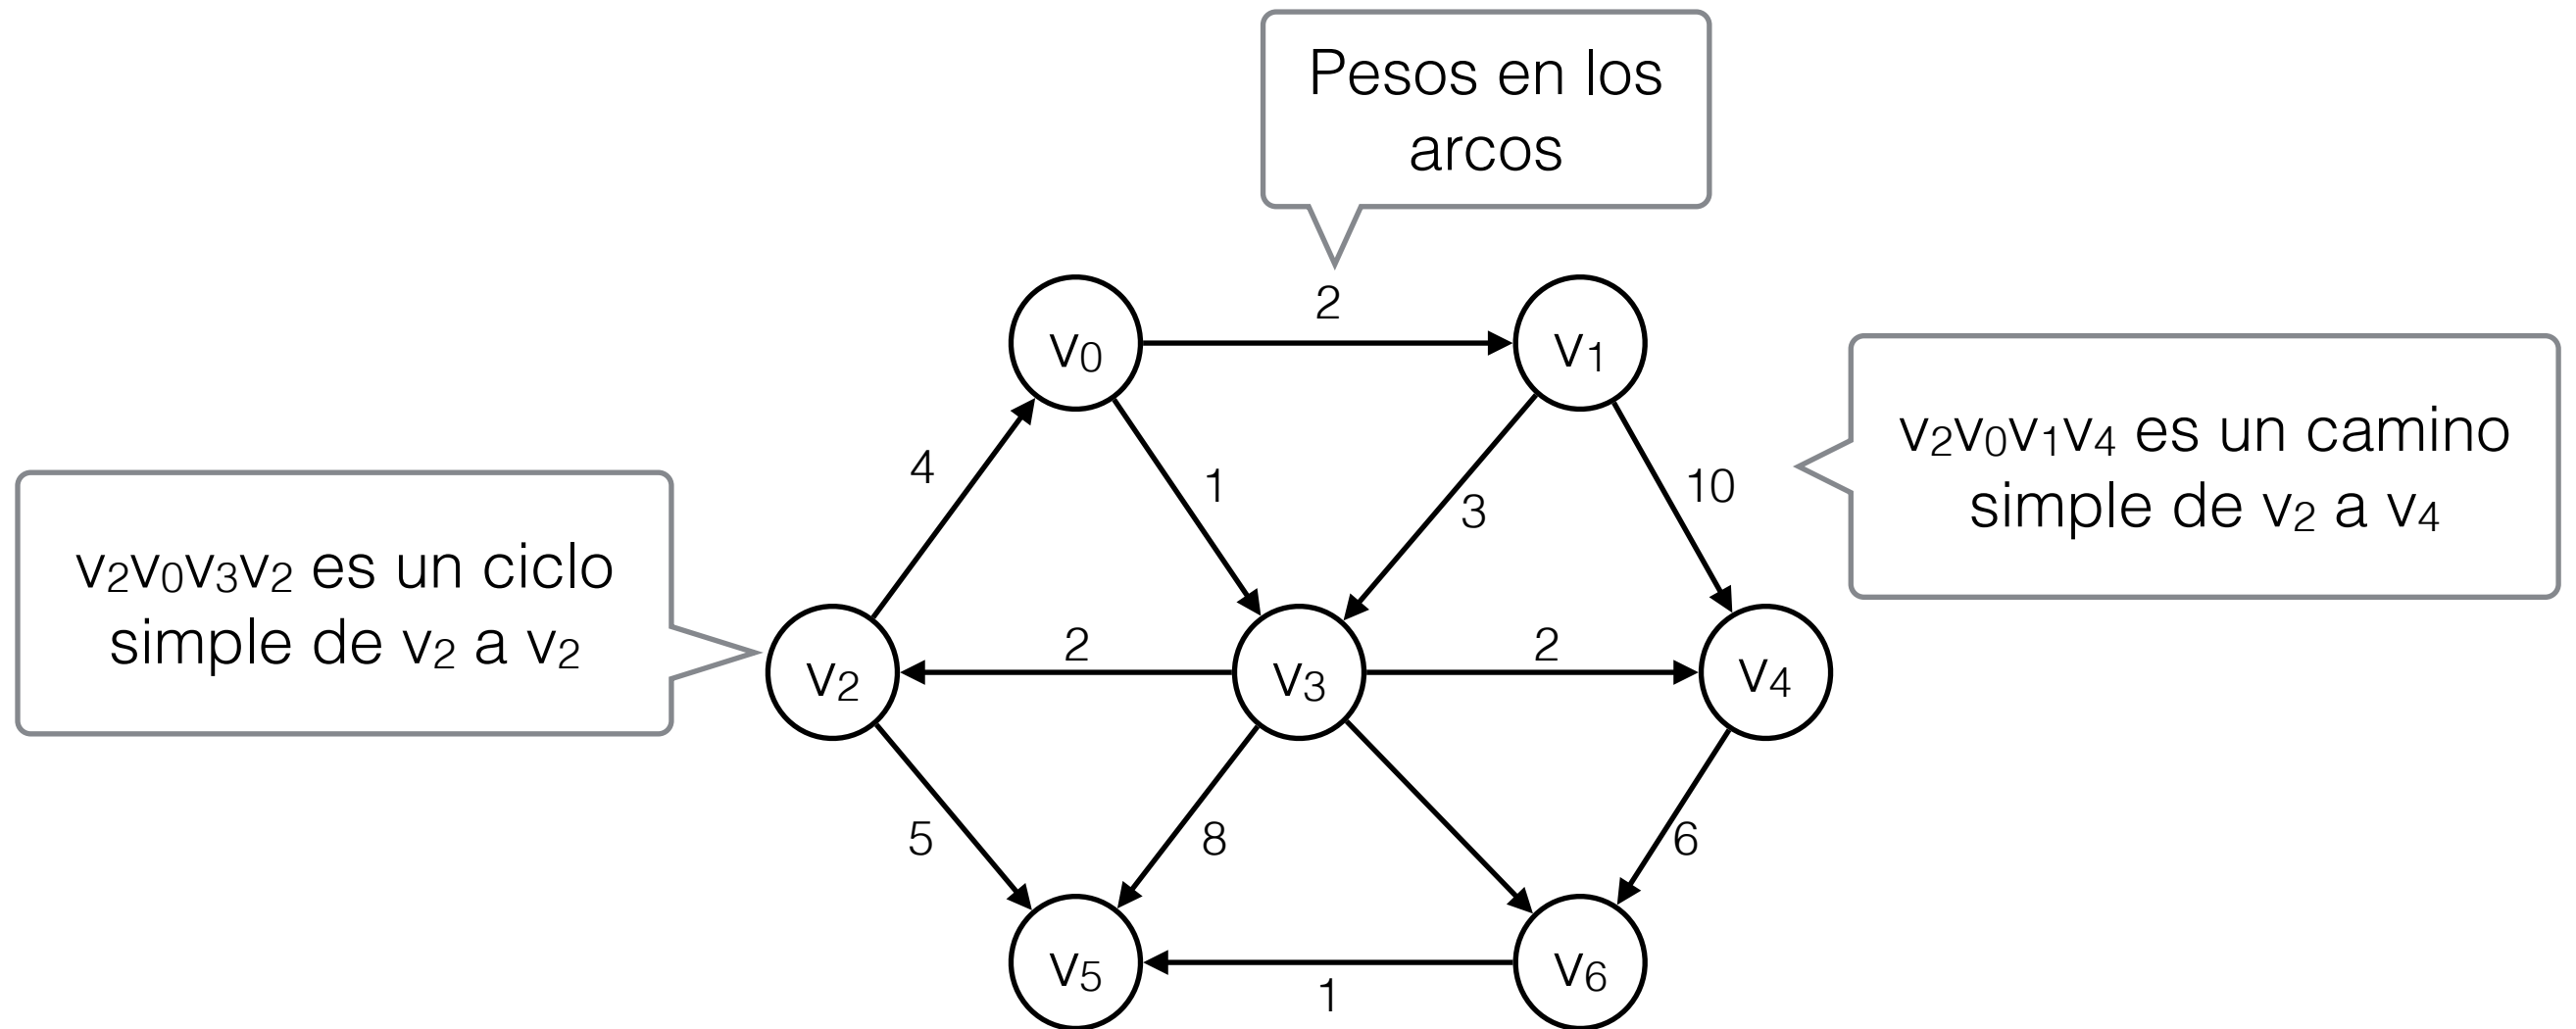 Pesos en los
arcos
2
v₀
v₁
v₂v₀v₁v₄ es un camino
simple de v₂ a v₄
4
1
3
10
v₂v₀v₃v₂ es un ciclo
simple de v₂ a v₂
2
2
v₂
v₃
v₄
5
8
6
v₅
v₆
1